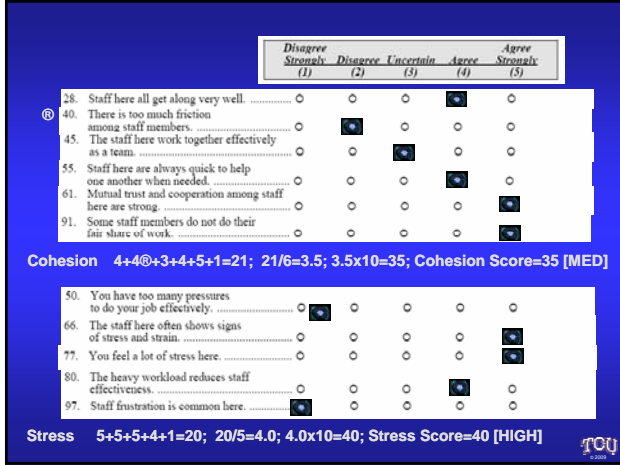 Disagree Agree
Strongly Disagree Uncertain Agree Strongly
(1) (2) (3) (4) (5)
28. Staff here all get along very well. ..............
® 40. There is too much friction
among staff members. ..............................
45. The staff here work together effectively
as a team. .................................................
55. Staff here are always quick to help
one another when needed. ........................
61. Mutual trust and cooperation among staff
here are strong. .........................................
91. Some staff members do not do their
fair share of work. ....................................
Cohesion 4+4®+3+4+5+1=21; 21/6=3.5; 3.5x10=35; Cohesion Score=35 [MED]
50. You have too many pressures
to do your job effectively. ........................
66. The staff here often shows signs
of stress and strain. ...................................
77. You feel a lot of stress here. .....................
80. The heavy workload reduces staff
effectiveness. ............................................
97. Staff frustration is common here. .............
Stress 5+5+5+4+1=20; 20/5=4.0; 4.0x10=40; Stress Score=40 [HIGH]
TCU
© 2009